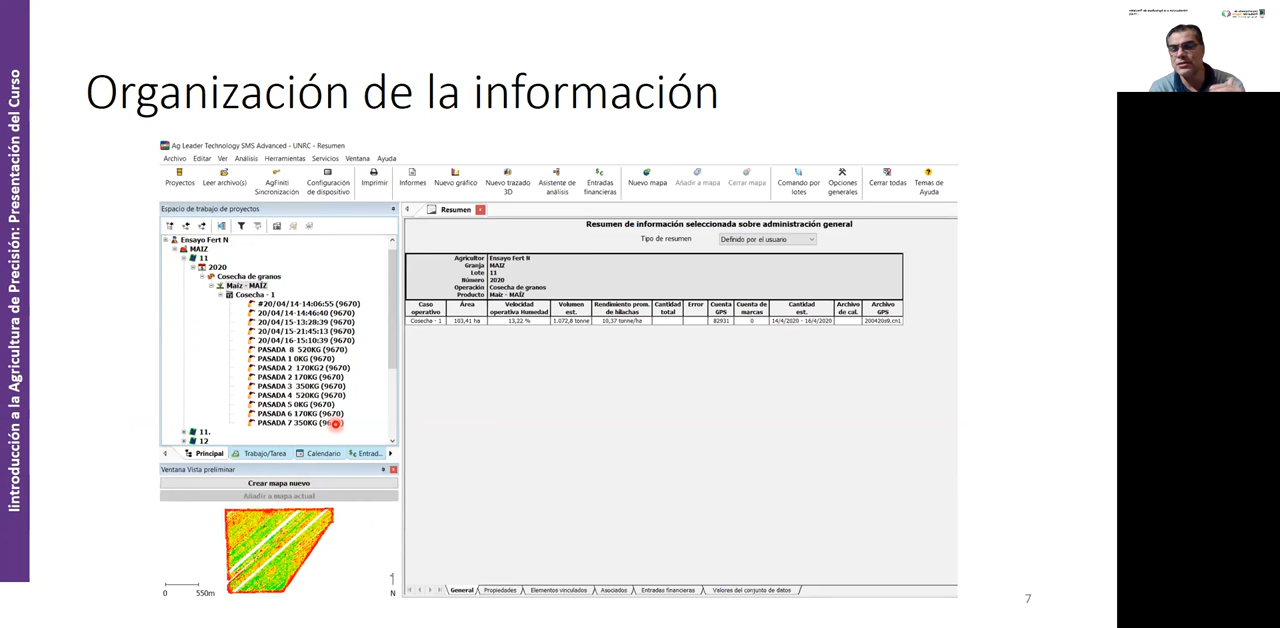 Iintroducción a la Agricultura de Precisión: Presentación del Curso
Organización de la información
Ag Leader Technology SMS Advanced - UNRC - Resumen
Archivo Editar Ver Análisis Herramientas Servicios Ventana Ayuda
Proyectos Leer archivo(s) AgFiniti Sincronización Configuración de dispositivo Imprimir Informes Nuevo gráfico Nuevo trazado 3D Asistente de análisis Entradas financieras Nuevo mapa Añadir a mapa Cerrar mapa Comando por lotes Opciones generales Cerrar todas Temas de Ayuda
Espacio de trabajo de proyectos
Resumen
Ensayo Fert N
MAIZ
11
2020
Cosecha de granos
Maíz - MAÍZ
Cosecha - 1
#20/04/14-14:06:55 (9670)
20/04/14-14:46:40 (9670)
20/04/15-13:28:39 (9670)
20/04/15-21:45:13 (9670)
20/04/16-15:10:39 (9670)
PASADA 8 520KG (9670)
PASADA 1 0KG (9670)
PASADA 2 170KG2 (9670)
PASADA 2 170KG (9670)
PASADA 3 350KG (9670)
PASADA 4 520KG (9670)
PASADA 5 0KG (9670)
PASADA 6 170KG (9670)
PASADA 7 350KG
11.
12
Principal Trabajo/Tarea Calendario Entrad...
Ventana Vista preliminar
Crear mapa nuevo
Añadir a mapa actual
0 550m
N
Resumen de información seleccionada sobre administración general
Tipo de resumen Definido por el usuario
Agricultor Ensayo Fert N
Granja MAIZ
Lote 11
Número 2020
Operación Cosecha de granos
Producto Maíz - MAÍZ
Caso operativo Área Velocidad operativa Humedad Volumen est. Rendimiento prom. de hilachas Cantidad total Error Cuenta GPS Cuenta de marcas Cantidad est. Archivo de cal. Archivo GPS
Cosecha - 1 103,41 ha 13,22 % 1.072,8 tonne 10,37 tonne/ha 82931 0 14/4/2020 - 16/4/2020 200420s9.cn1
General Propiedades Elementos vinculados Asociados Entradas financieras Valores del conjunto de datos
7